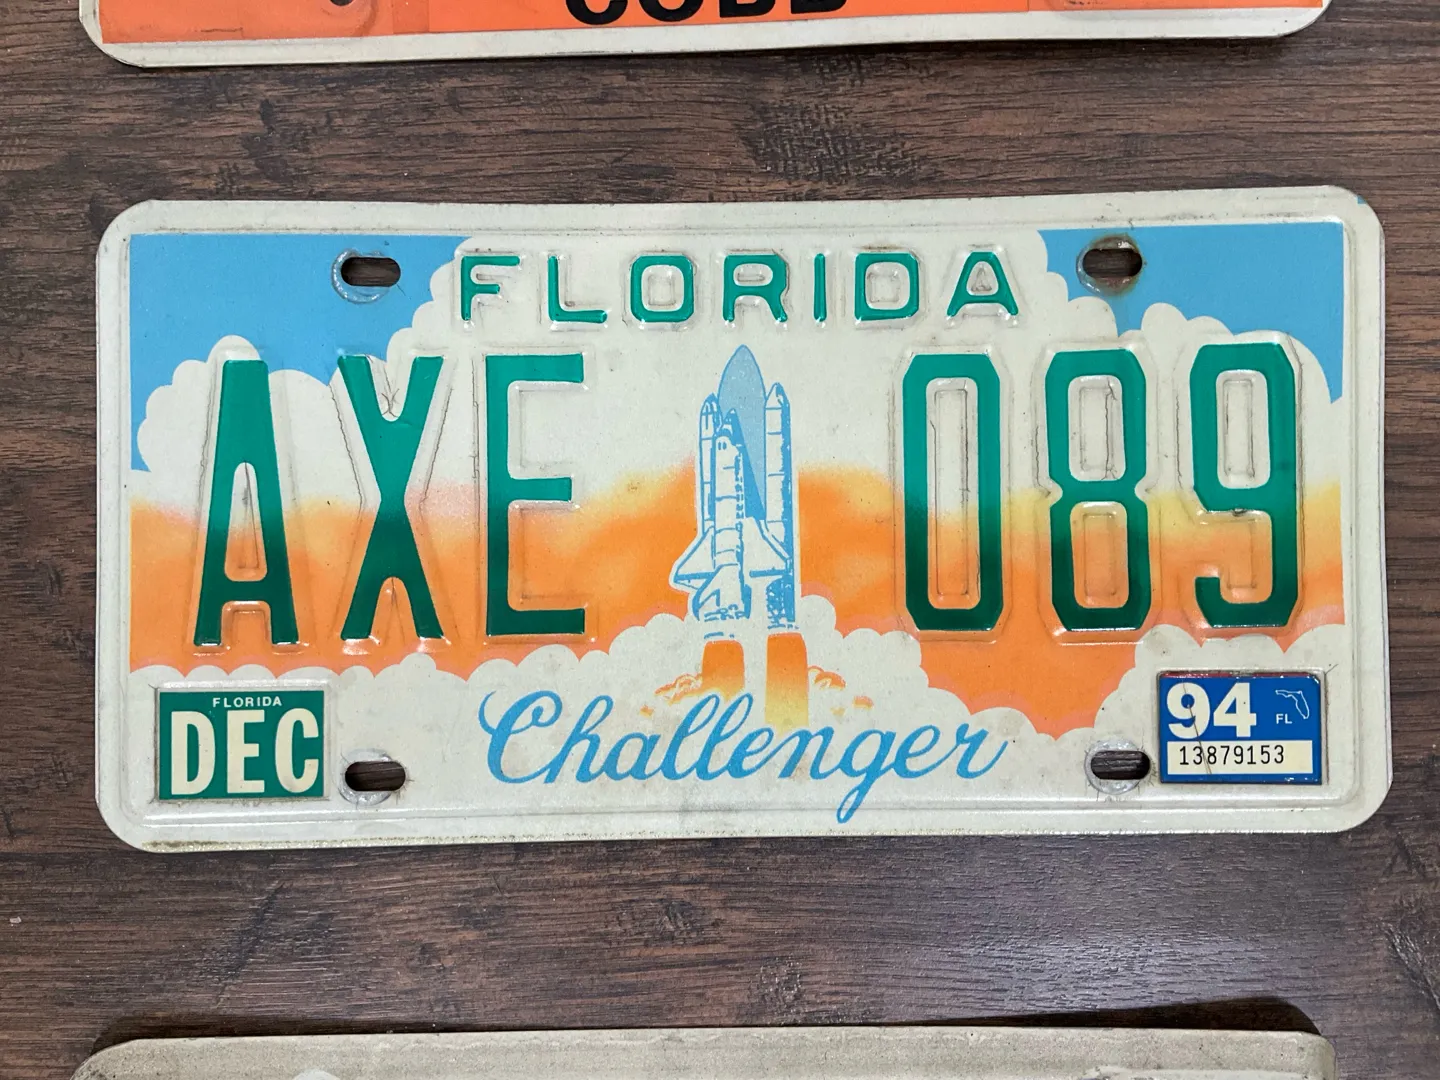 COBB
FLORIDA
AXE 089
Challenger
FLORIDA
DEC
94 FL
13879153